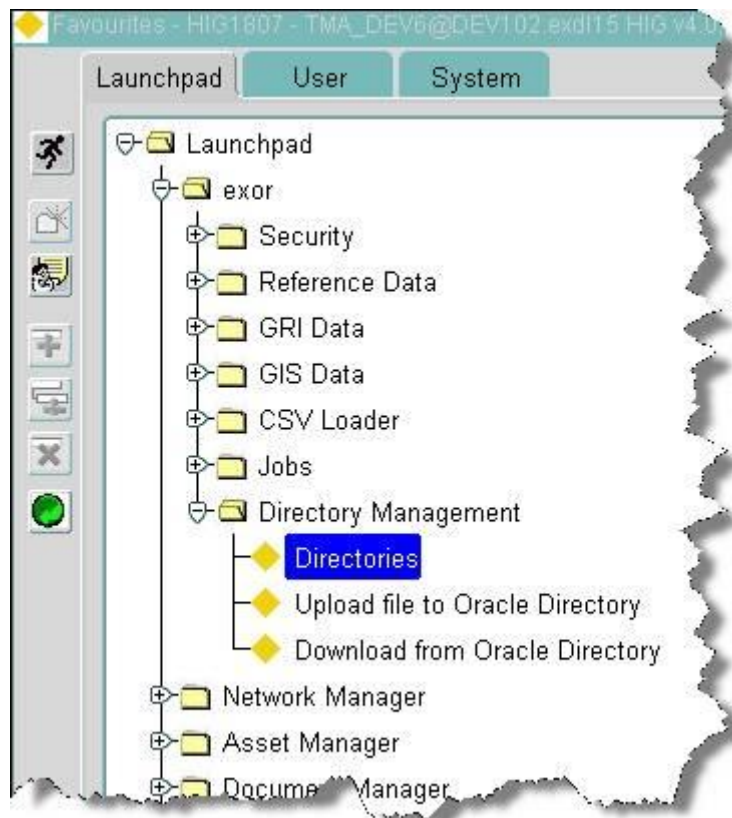 Favourites - HIG1807 - TMA_DEV6@DEV102.exdl15 HIG v4.0
Launchpad User System
Launchpad
exor
Security
Reference Data
GRI Data
GIS Data
CSV Loader
Jobs
Directory Management
Directories
Upload file to Oracle Directory
Download from Oracle Directory
Network Manager
Asset Manager
Manager